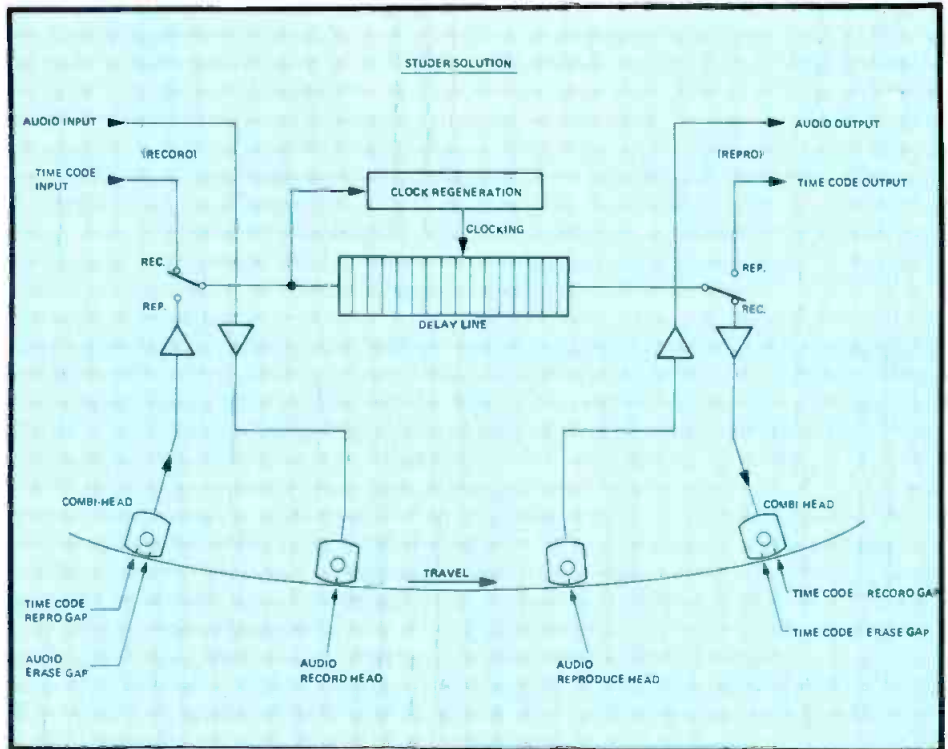 STUDER SOLUTION
AUDIO INPUT
AUDIO OUTPUT
(RECORD)
(REPRO)
TIME CODE
INPUT
TIME CODE OUTPUT
CLOCK REGENERATION
CLOCKING
REC.
REP.
REP.
REC.
DELAY LINE
COMBI-HEAD
COMBI HEAD
TRAVEL
TIME CODE
REPRO GAP
TIME CODE RECORD GA
TIME CODE ERASE GAP
AUDIO
ERASE GAP
AUDIO
RECORD HEAD
AUDIO
REPRODUCE HEAD